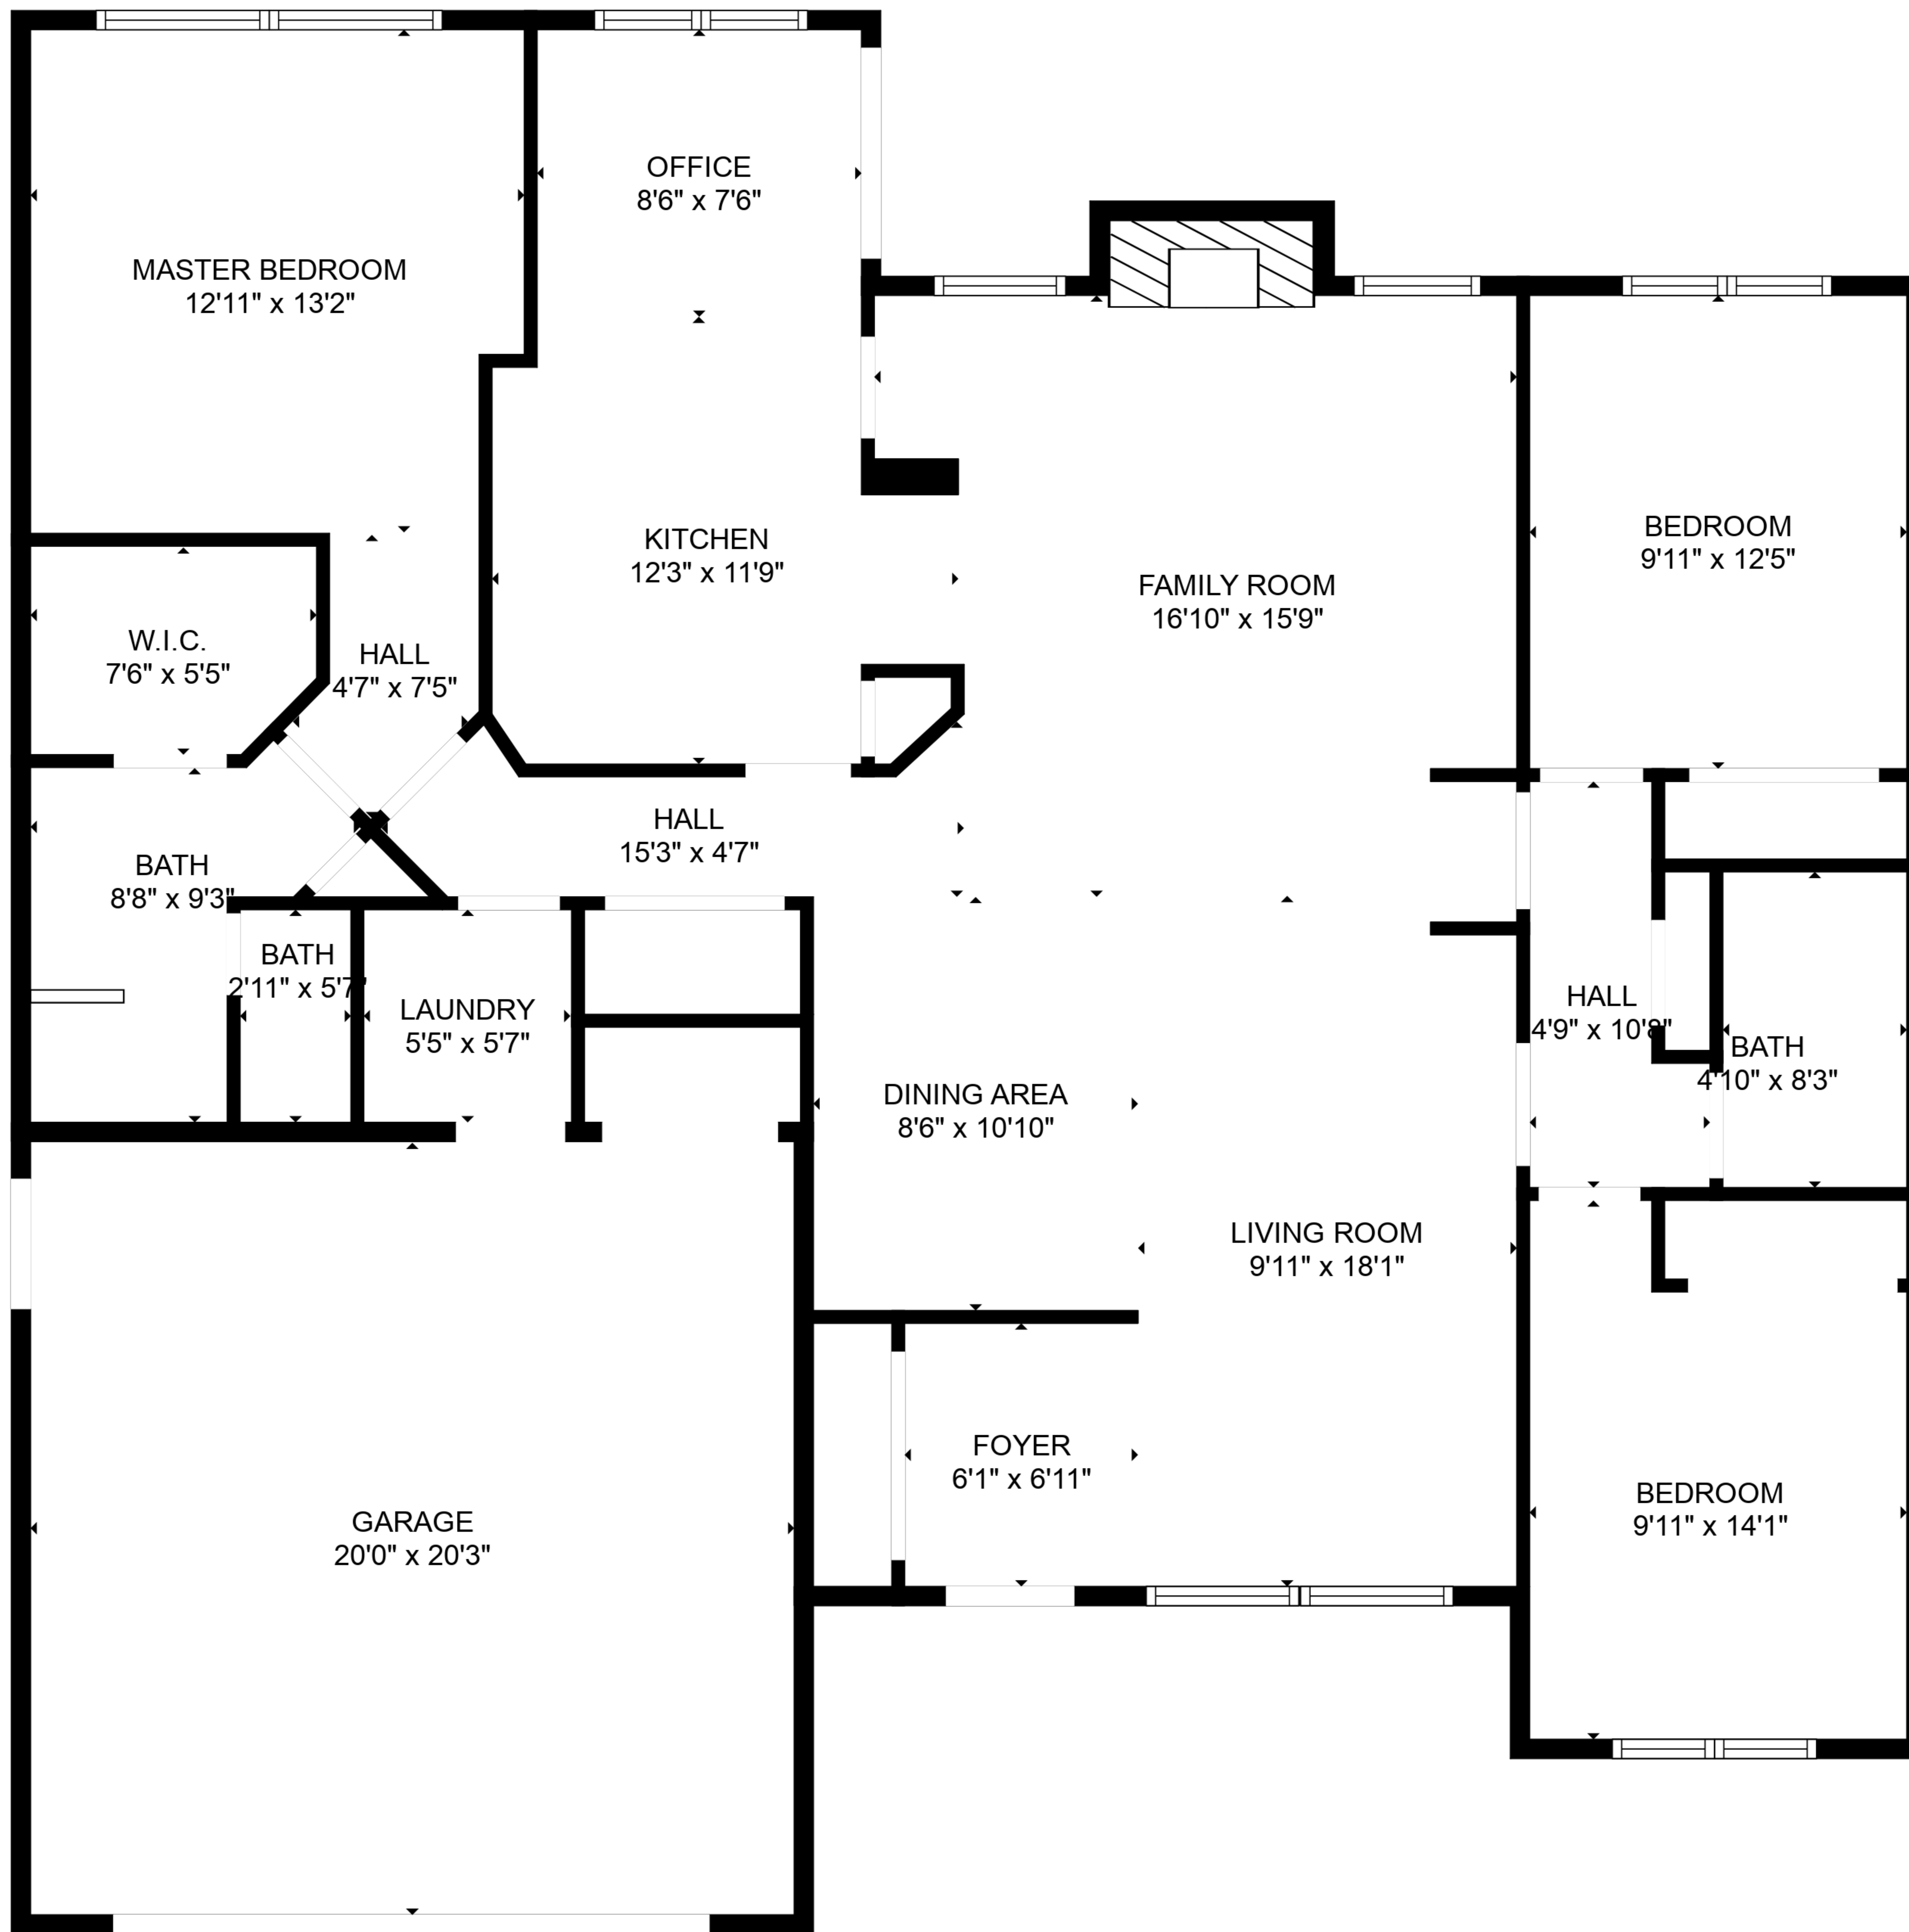 OFFICE
8'6" x 7'6"
MASTER BEDROOM
12'11" x 13'2"
KITCHEN
12'3" x 11'9"
FAMILY ROOM
16'10" x 15'9"
BEDROOM
9'11" x 12'5"
W.I.C.
7'6" x 5'5"
HALL
4'7" x 7'5"
HALL
15'3" x 4'7"
BATH
8'8" x 9'3"
BATH
2'11" x 5'7"
LAUNDRY
5'5" x 5'7"
HALL
4'9" x 10'8"
BATH
4'10" x 8'3"
DINING AREA
8'6" x 10'10"
LIVING ROOM
9'11" x 18'1"
FOYER
6'1" x 6'11"
BEDROOM
9'11" x 14'1"
GARAGE
20'0" x 20'3"